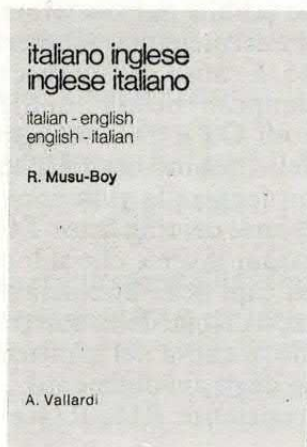 italiano inglese
inglese italiano
italian - english
english - italian
R. Musu-Boy
A. Vallardi